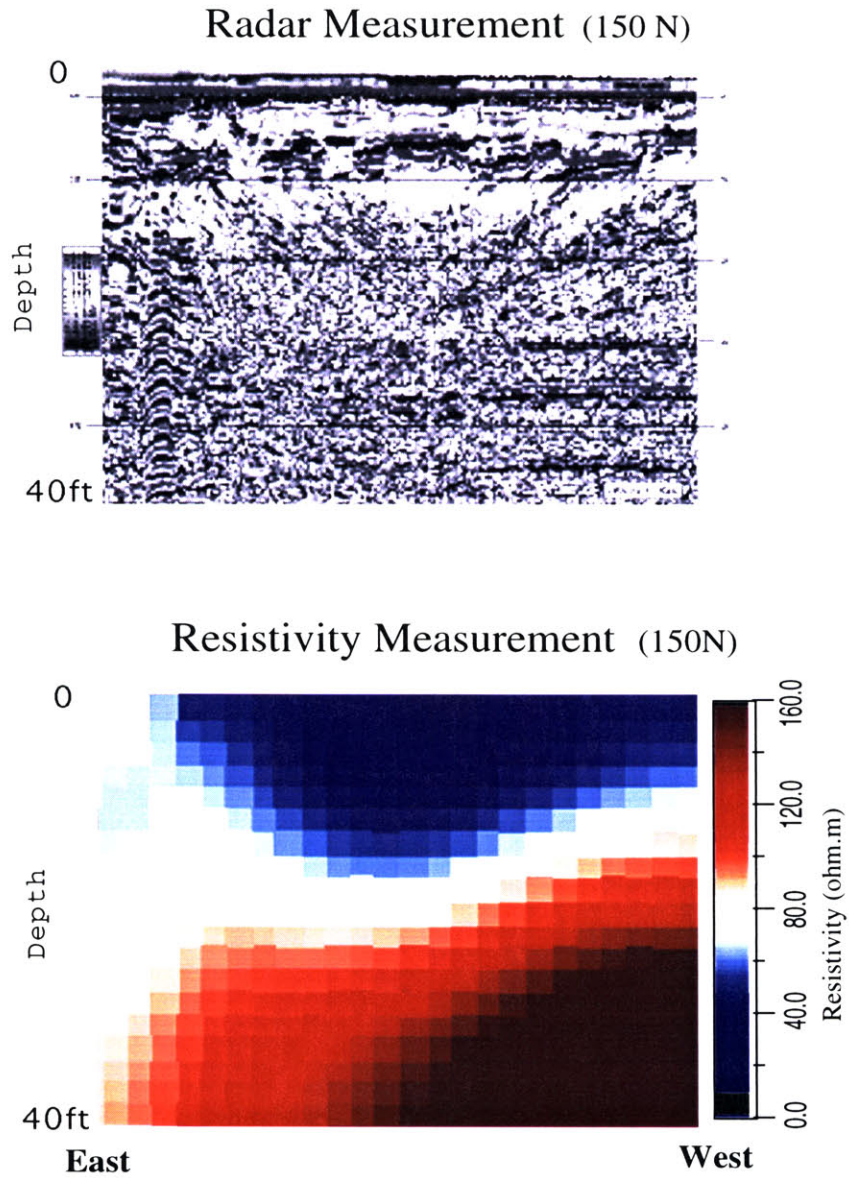 Radar Measurement (150 N)
0
Depth
40ft
Resistivity Measurement (150N)
0
Depth
40ft
East
West
160.0
120.0
80.0
40.0
0.0
Resistivity (ohm.m)